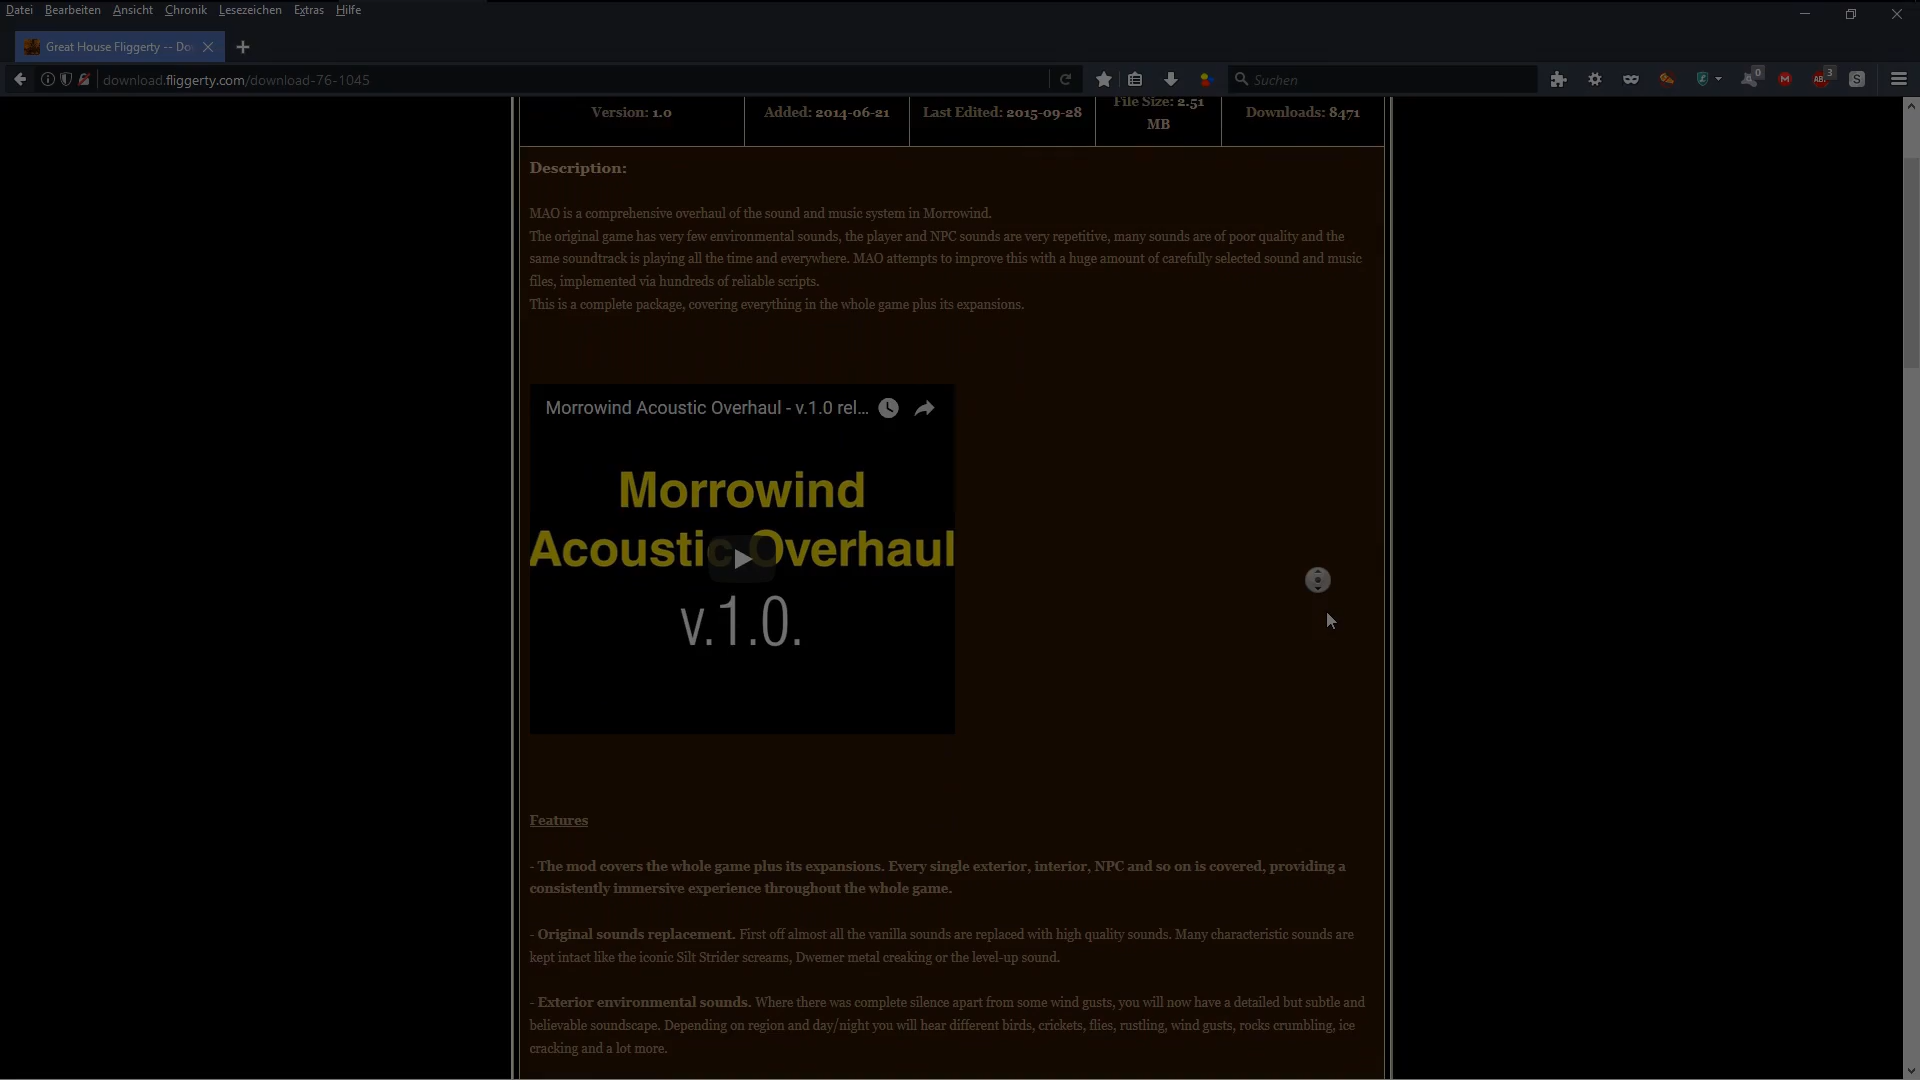 Datei Bearbeiten Ansicht Chronik Lesezeichen Extras Hilfe
Great House Fliggerty -- Do
download.fliggerty.com/download-76-1045
Suchen
0
3
ABP
S
Version: 1.0
Added: 2014-06-21
Last Edited: 2015-09-28
File Size: 2.51
MB
Downloads: 8471
Description:
MAO is a comprehensive overhaul of the sound and music system in Morrowind.
The original game has very few environmental sounds, the player and NPC sounds are very repetitive, many sounds are of poor quality and the
same soundtrack is playing all the time and everywhere. MAO attempts to improve this with a huge amount of carefully selected sound and music
files, implemented via hundreds of reliable scripts.
This is a complete package, covering everything in the whole game plus its expansions.
Morrowind Acoustic Overhaul - v.1.0 rel...
Morrowind
Acoustic Overhaul
v.1.0.
Features
- The mod covers the whole game plus its expansions. Every single exterior, interior, NPC and so on is covered, providing a
consistently immersive experience throughout the whole game.
- Original sounds replacement. First off almost all the vanilla sounds are replaced with high quality sounds. Many characteristic sounds are
kept intact like the iconic Silt Strider screams, Dwemer metal creaking or the level-up sound.
- Exterior environmental sounds. Where there was complete silence apart from some wind gusts, you will now have a detailed but subtle and
believable soundscape. Depending on region and day/night you will hear different birds, crickets, flies, rustling, wind gusts, rocks crumbling, ice
cracking and a lot more.